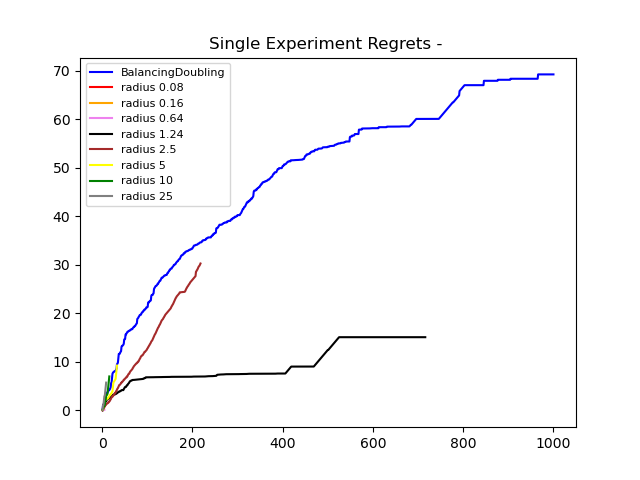 Single Experiment Regrets -
BalancingDoubling
radius 0.08
radius 0.16
radius 0.64
radius 1.24
radius 2.5
radius 5
radius 10
radius 25
70
60
50
40
30
20
10
0
0 200 400 600 800 1000